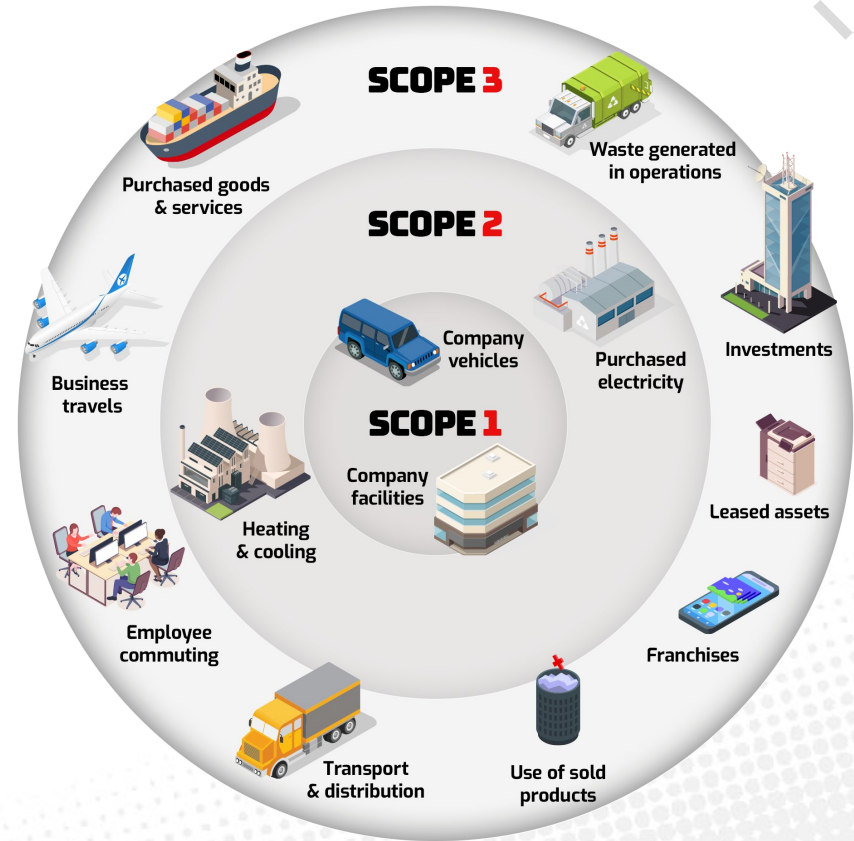 SCOPE 3
Waste generated
in operations
Purchased goods
& services
SCOPE 2
Company
vehicles
Purchased
electricity
Investments
Business
travels
SCOPE 1
Company
facilities
Leased assets
Heating
& cooling
Employee
commuting
Franchises
Transport
& distribution
Use of sold
products